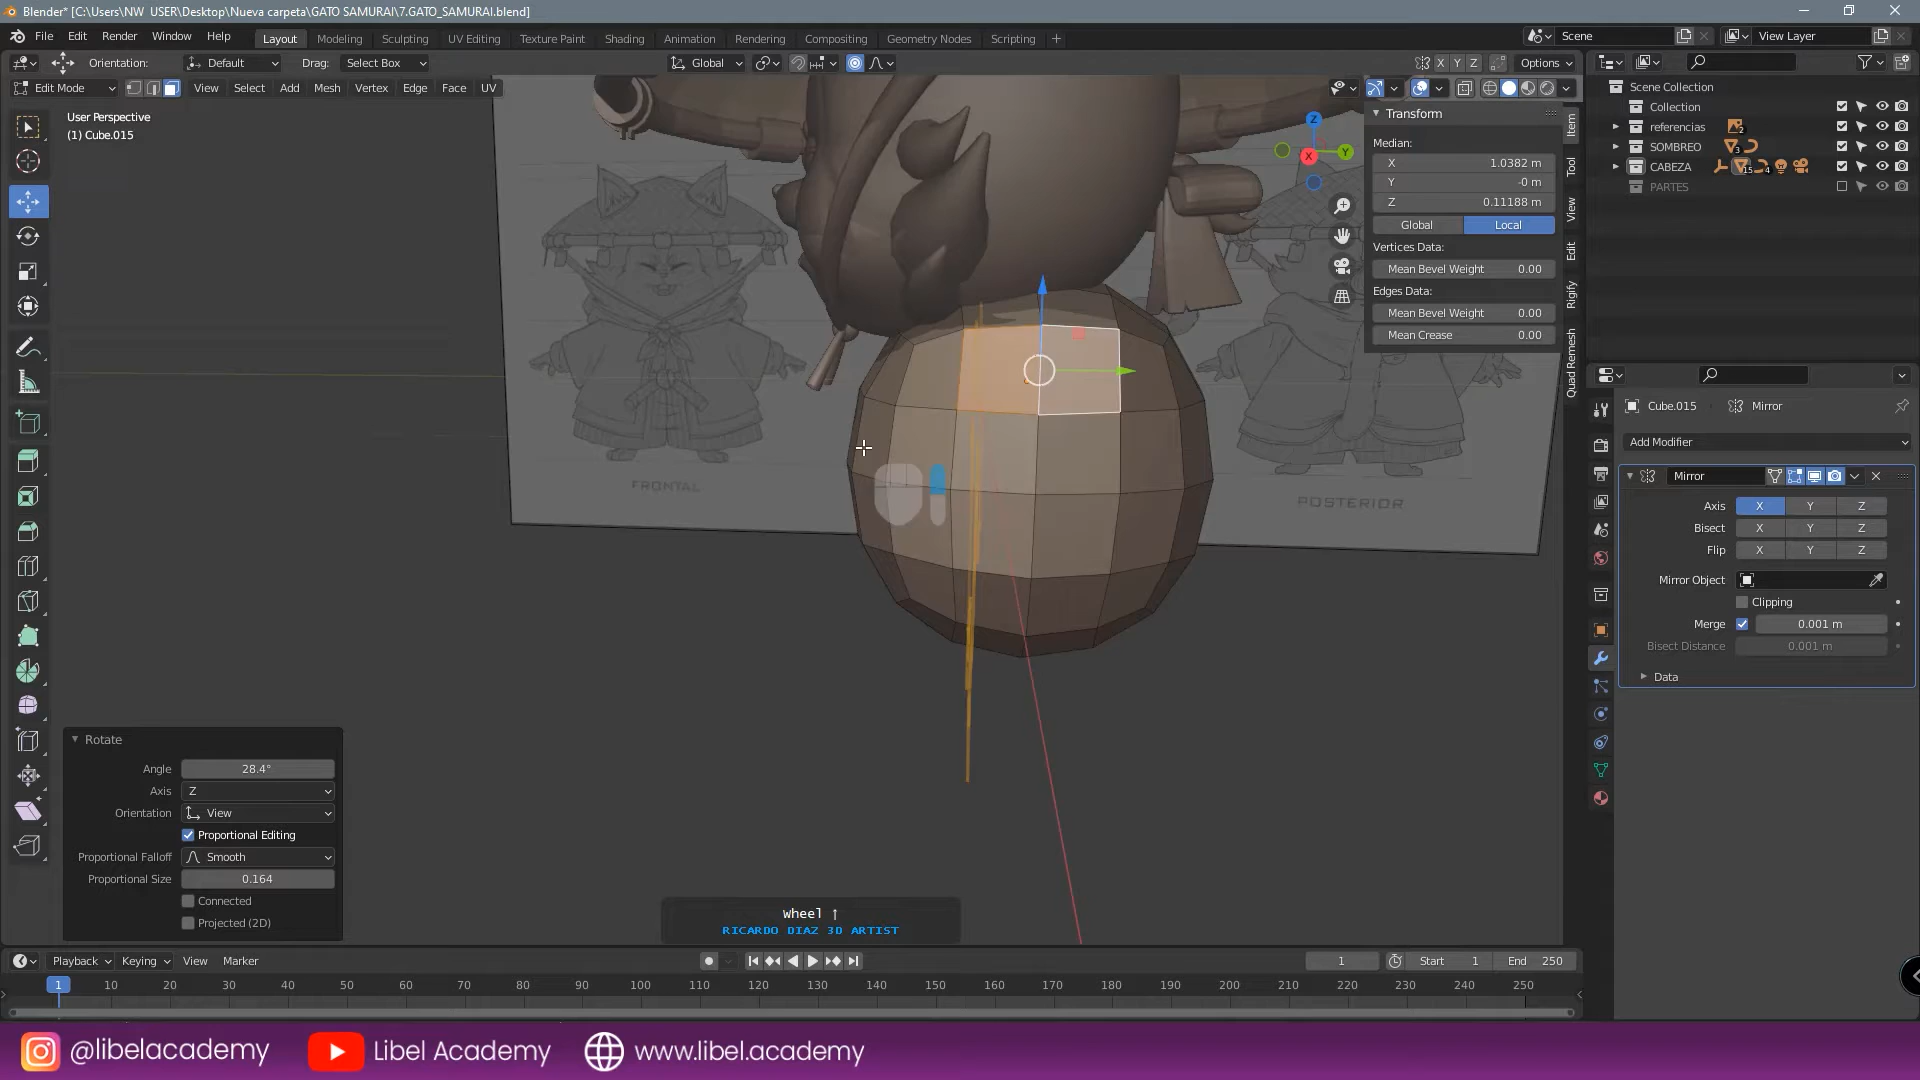 Blender* [C:\Users\NW_USER\Desktop\Nueva carpeta\GATO SAMURAI\7.GATO_SAMURAI.blend]
File Edit Render Window Help
Layout Modeling Sculpting UV Editing Texture Paint Shading Animation Rendering Compositing Geometry Nodes Scripting
Scene
View Layer
Orientation: Default Drag: Select Box
Global
X Y Z Options
Edit Mode View Select Add Mesh Vertex Edge Face UV
User Perspective
(1) Cube.015
Z
Y
X
Transform
Median:
X 1.0382 m
Y -0 m
Z 0.11188 m
Global Local
Vertices Data:
Mean Bevel Weight 0.00
Edges Data:
Mean Bevel Weight 0.00
Mean Crease 0.00
Item
Tool
View
Edit
Rigify
Quad Remesh
Scene Collection
Collection
referencias 2
SOMBREO 3
CABEZA 15 4
PARTES
Cube.015 Mirror
Add Modifier
Mirror
Axis X Y Z
Bisect X Y Z
Flip X Y Z
Mirror Object
Clipping
Merge 0.001 m
Bisect Distance 0.001 m
Data
FRONTAL
POSTERIOR
Rotate
Angle 28.4°
Axis Z
Orientation View
Proportional Editing
Proportional Falloff Smooth
Proportional Size 0.164
Connected
Projected (2D)
Wheel ↑
RICARDO DIAZ 3D ARTIST
Playback Keying View Marker
1 Start 1 End 250
1 10 20 30 40 50 60 70 80 90 100 110 120 130 140 150 160 170 180 190 200 210 220 230 240 250
@libelacademy Libel Academy www.libel.academy